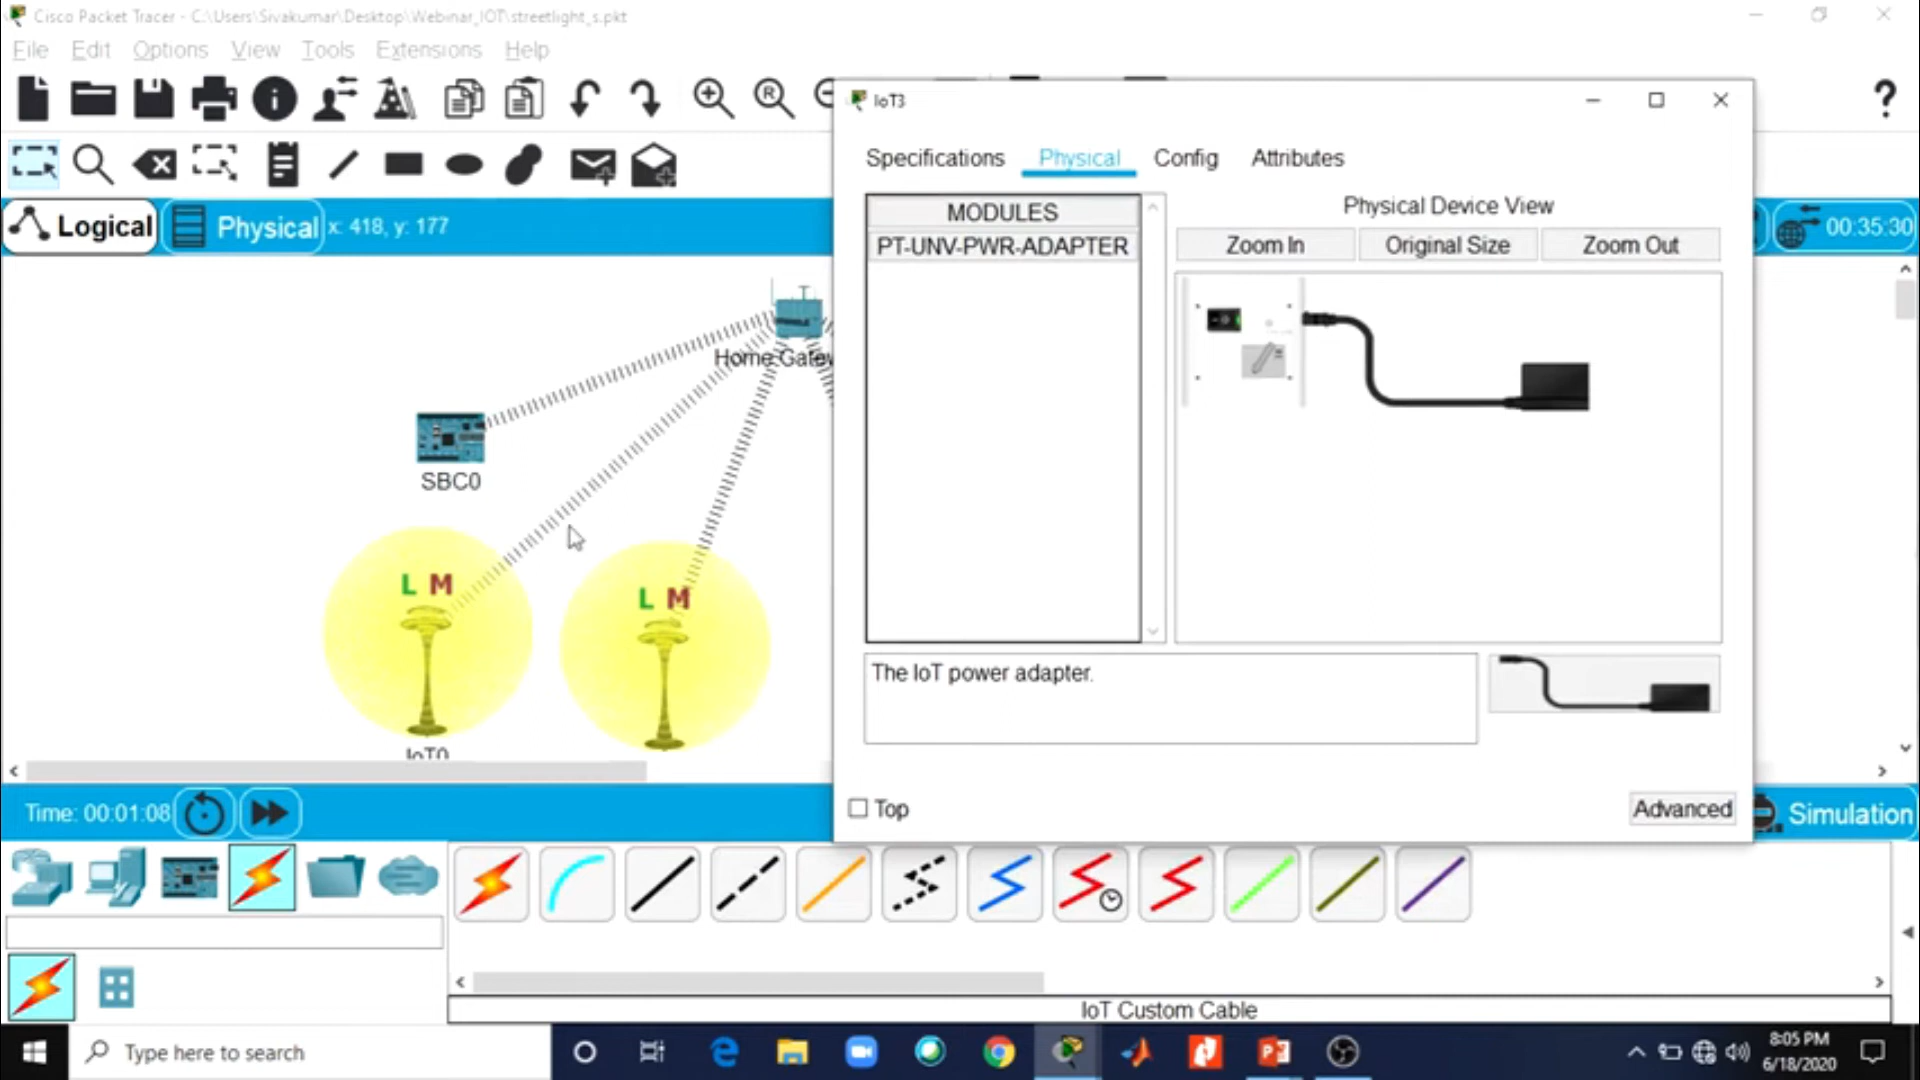 Cisco Packet Tracer - C:\Users\Sivakumar\Desktop\Webinar_IOT\streetlight_s.pkt
File Edit Options View Tools Extensions Help
IoT3
Specifications Physical Config Attributes
Logical Physical x: 418, y: 177
00:35:30
MODULES
PT-UNV-PWR-ADAPTER
Physical Device View
Zoom In Original Size Zoom Out
Home Gatew
SBC0
L M
L M
IoT0
The IoT power adapter.
Top
Advanced
Time: 00:01:08
Simulation
IoT Custom Cable
Type here to search
8:05 PM
6/18/2020